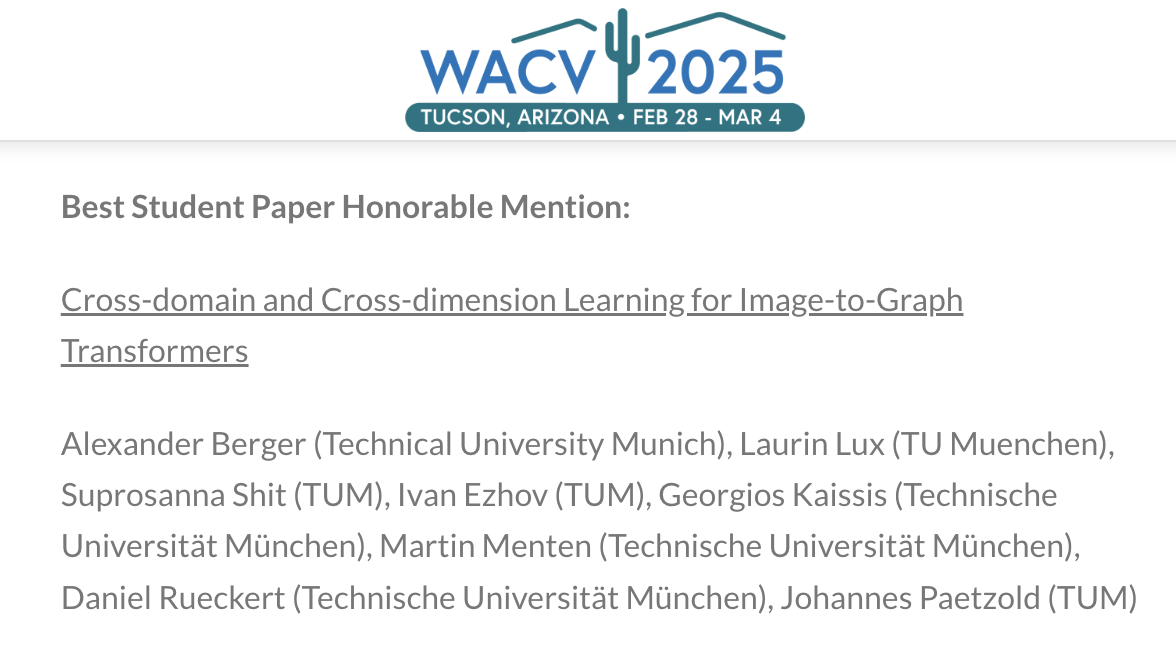 WACV 2025
TUCSON, ARIZONA • FEB 28 - MAR 4
Best Student Paper Honorable Mention:
Cross-domain and Cross-dimension Learning for Image-to-Graph
Transformers
Alexander Berger (Technical University Munich), Laurin Lux (TU Muenchen),
Suprosanna Shit (TUM), Ivan Ezhov (TUM), Georgios Kaissis (Technische
Universität München), Martin Menten (Technische Universität München),
Daniel Rueckert (Technische Universität München), Johannes Paetzold (TUM)